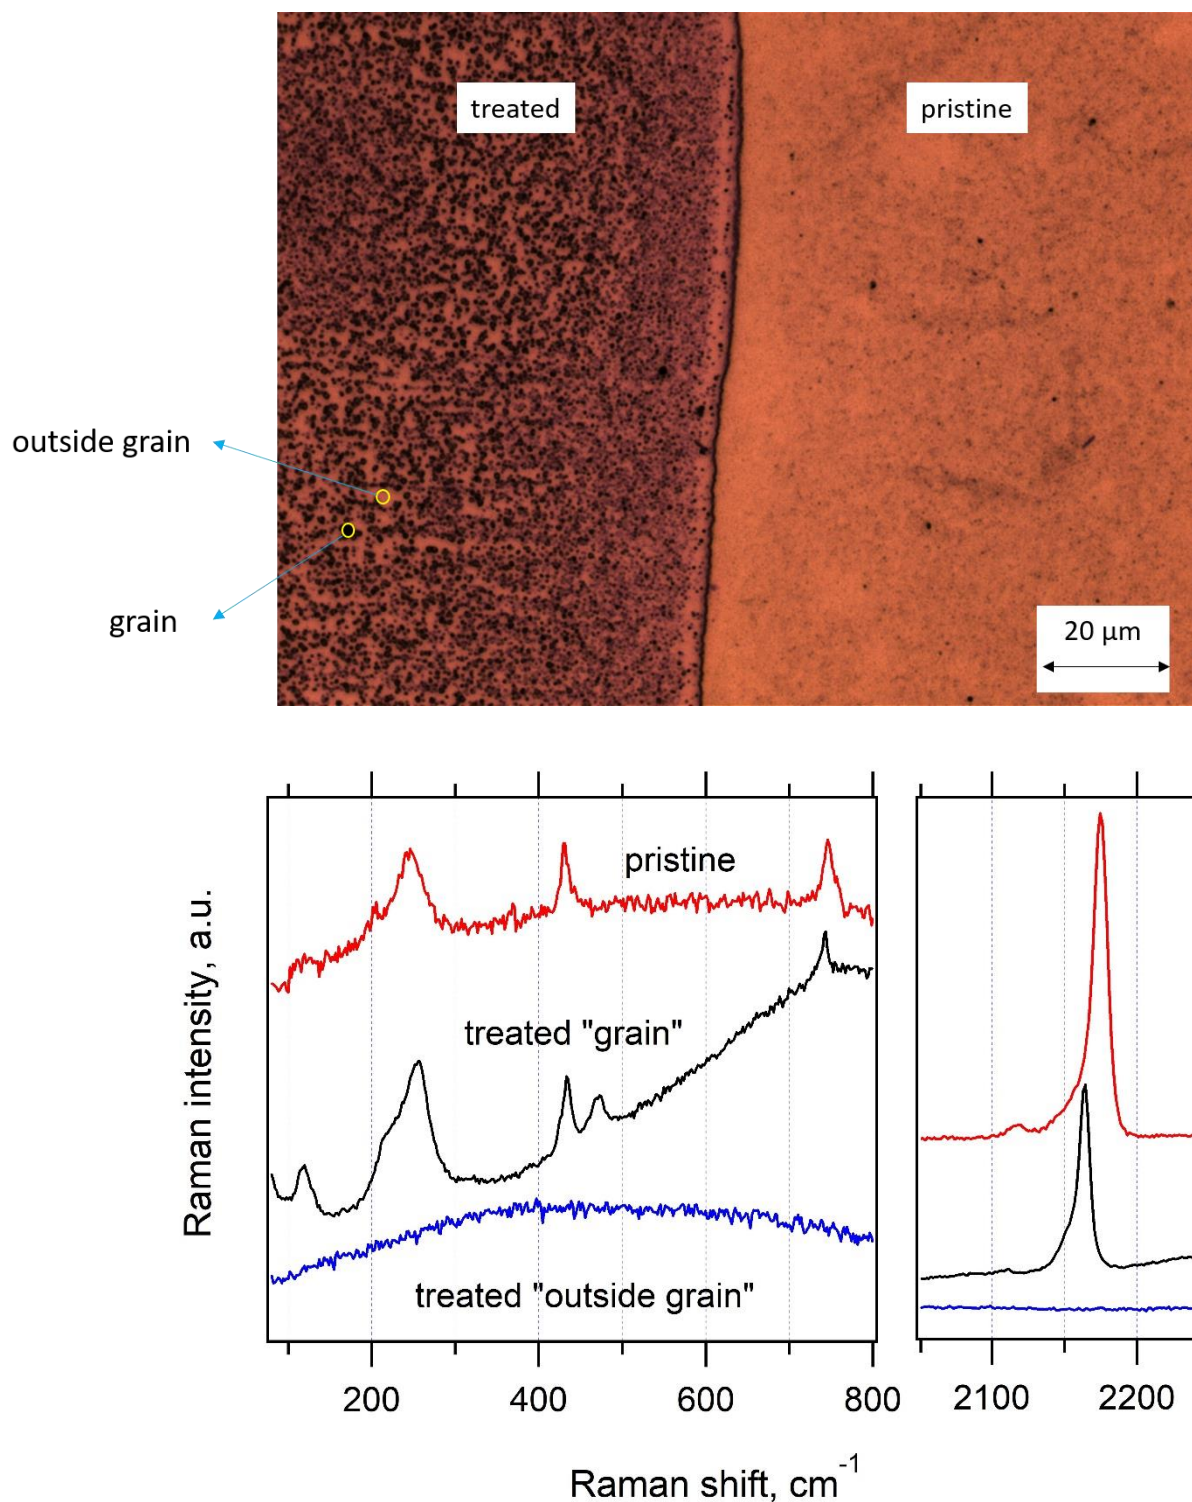 treated
pristine
outside grain
grain
20 μm
pristine
treated "grain"
treated "outside grain"
Raman intensity, a.u.
200 400 600 800 2100 2200
Raman shift, cm-1